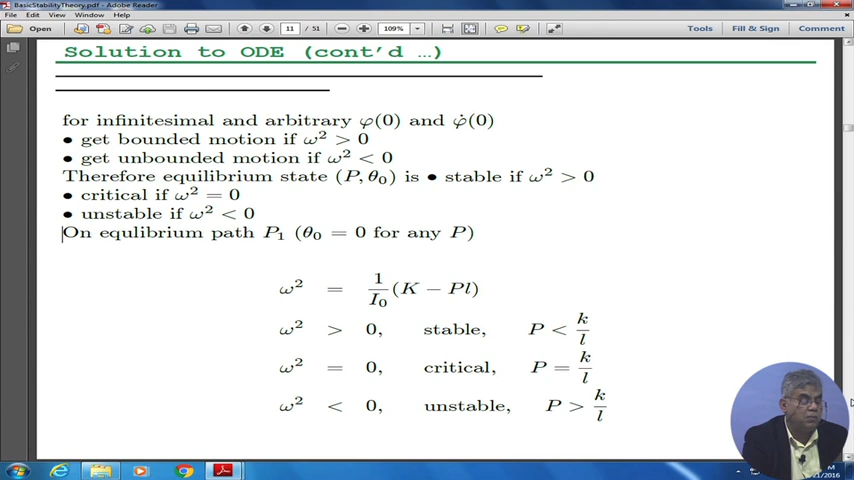 BasicStabilityTheory.pdf - Adobe Reader
File Edit View Window Help
Open 11 / 51 109% Tools Fill & Sign Comment
Solution to ODE (cont'd ...)
for infinitesimal and arbitrary φ(0) and φ̇(0)
• get bounded motion if ω² > 0
• get unbounded motion if ω² < 0
Therefore equilibrium state (P, θ₀) is • stable if ω² > 0
• critical if ω² = 0
• unstable if ω² < 0
On equlibrium path P₁ (θ₀ = 0 for any P)
ω² = 1/I₀ (K − Pl)
ω² > 0, stable, P < k/l
ω² = 0, critical, P = k/l
ω² < 0, unstable, P > k/l